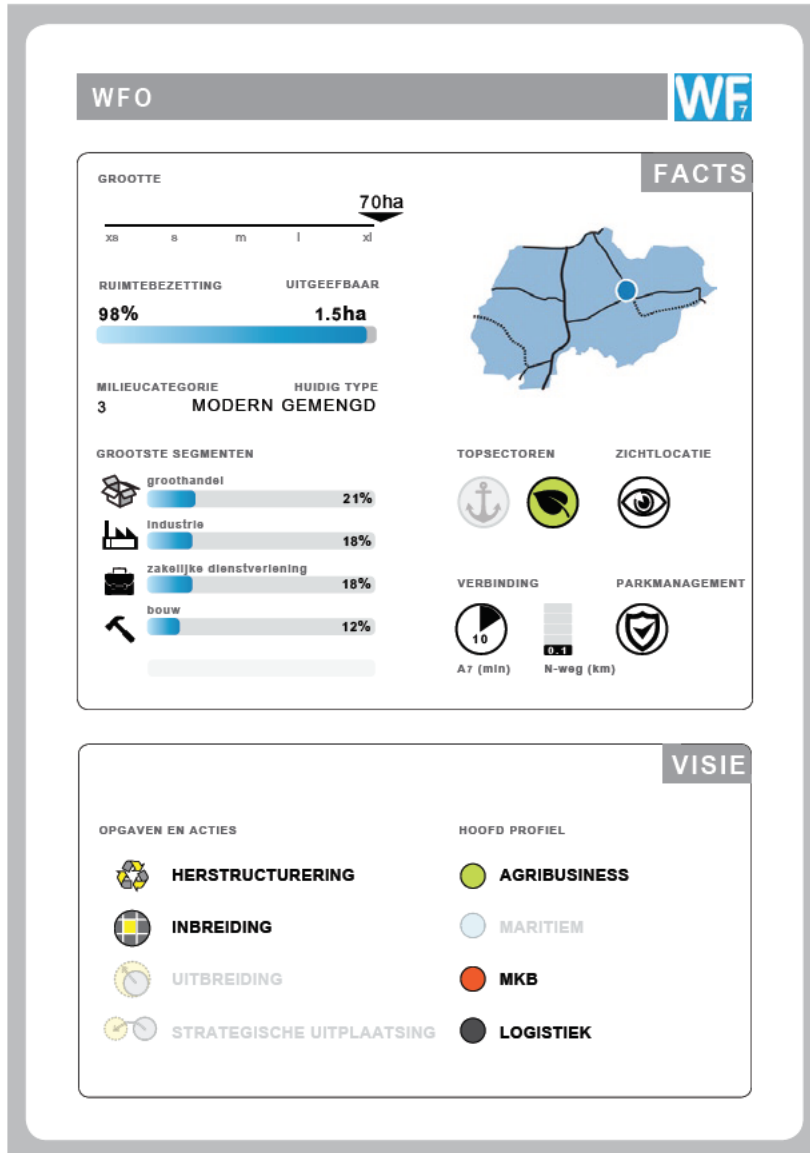 WFO
WF7
FACTS
GROOTTE
70ha
xs s m l xl
RUIMTEBEZETTING UITGEEFBAAR
98% 1.5ha
MILIEUCATEGORIE HUIDIG TYPE
3 MODERN GEMENGD
GROOTSTE SEGMENTEN
groothandel
21%
industrie
18%
zakelijke dienstverlening
18%
bouw
12%
TOPSECTOREN ZICHTLOCATIE
VERBINDING PARKMANAGEMENT
10
0.1
A7 (min) N-weg (km)
VISIE
OPGAVEN EN ACTIES
HERSTRUCTURERING
INBREIDING
UITBREIDING
STRATEGISCHE UITPLAATSING
HOOFD PROFIEL
AGRIBUSINESS
MARITIEM
MKB
LOGISTIEK